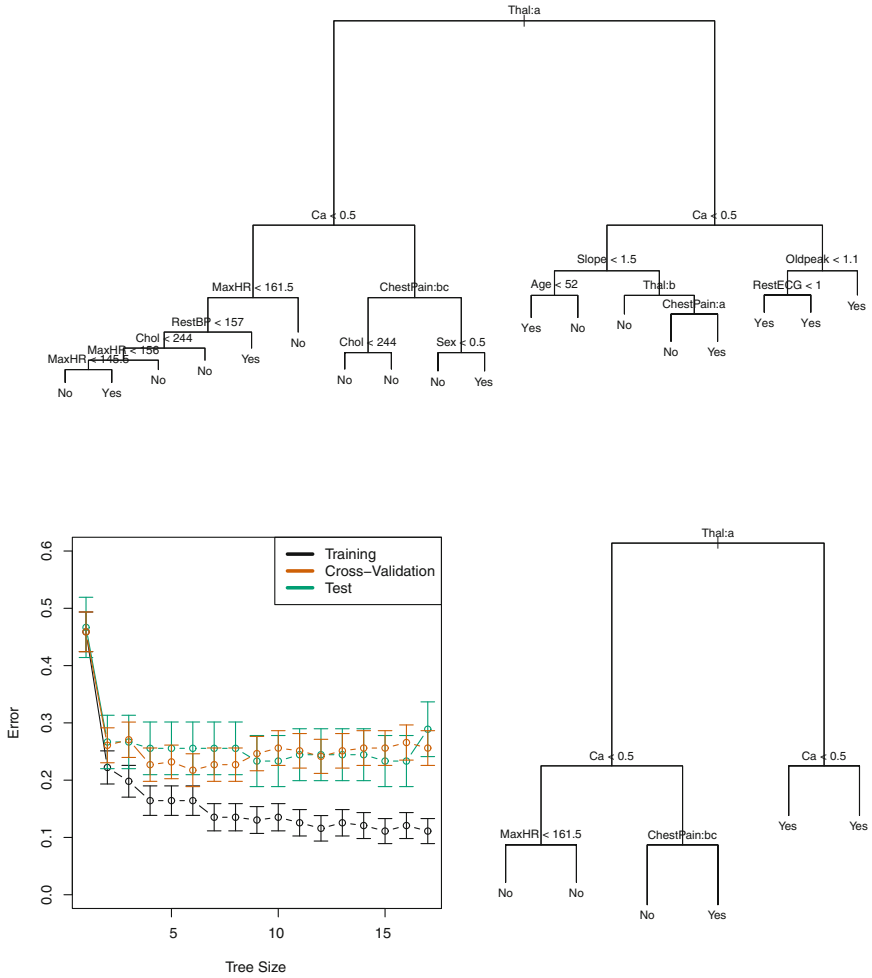 Thal:a
Ca < 0.5
Ca < 0.5
Slope < 1.5
Oldpeak < 1.1
MaxHR < 161.5
ChestPain:bc
Age < 52
Thal:b
RestECG < 1
ChestPain:a
Yes
RestBP < 157
Yes
No
No
Yes
Yes
Chol < 244
No
Chol < 244
Sex < 0.5
No
Yes
MaxHR < 156
MaxHR < 145.5
Yes
No
No
No
No
No
Yes
No
Yes
Training
Cross−Validation
Test
Error
0.6
0.5
0.4
0.3
0.2
0.1
0.0
5
10
15
Tree Size
Thal:a
Ca < 0.5
Ca < 0.5
MaxHR < 161.5
ChestPain:bc
Yes
Yes
No
No
No
Yes